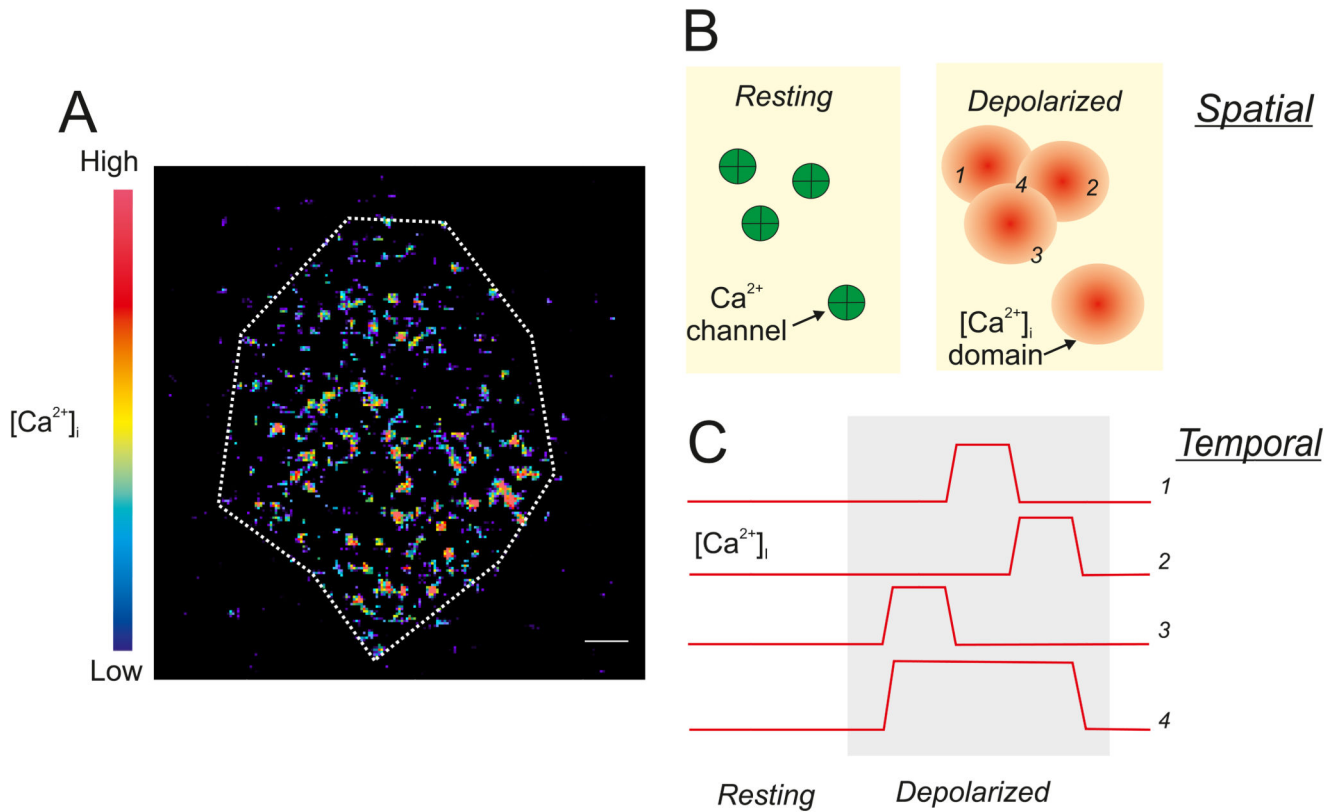 A
High
[Ca²⁺]ᵢ
Low
B
Resting
Depolarized
Spatial
Ca²⁺
channel
1
4
2
3
[Ca²⁺]ᵢ
domain
C
Temporal
[Ca²⁺]ₗ
1
2
3
4
Resting
Depolarized